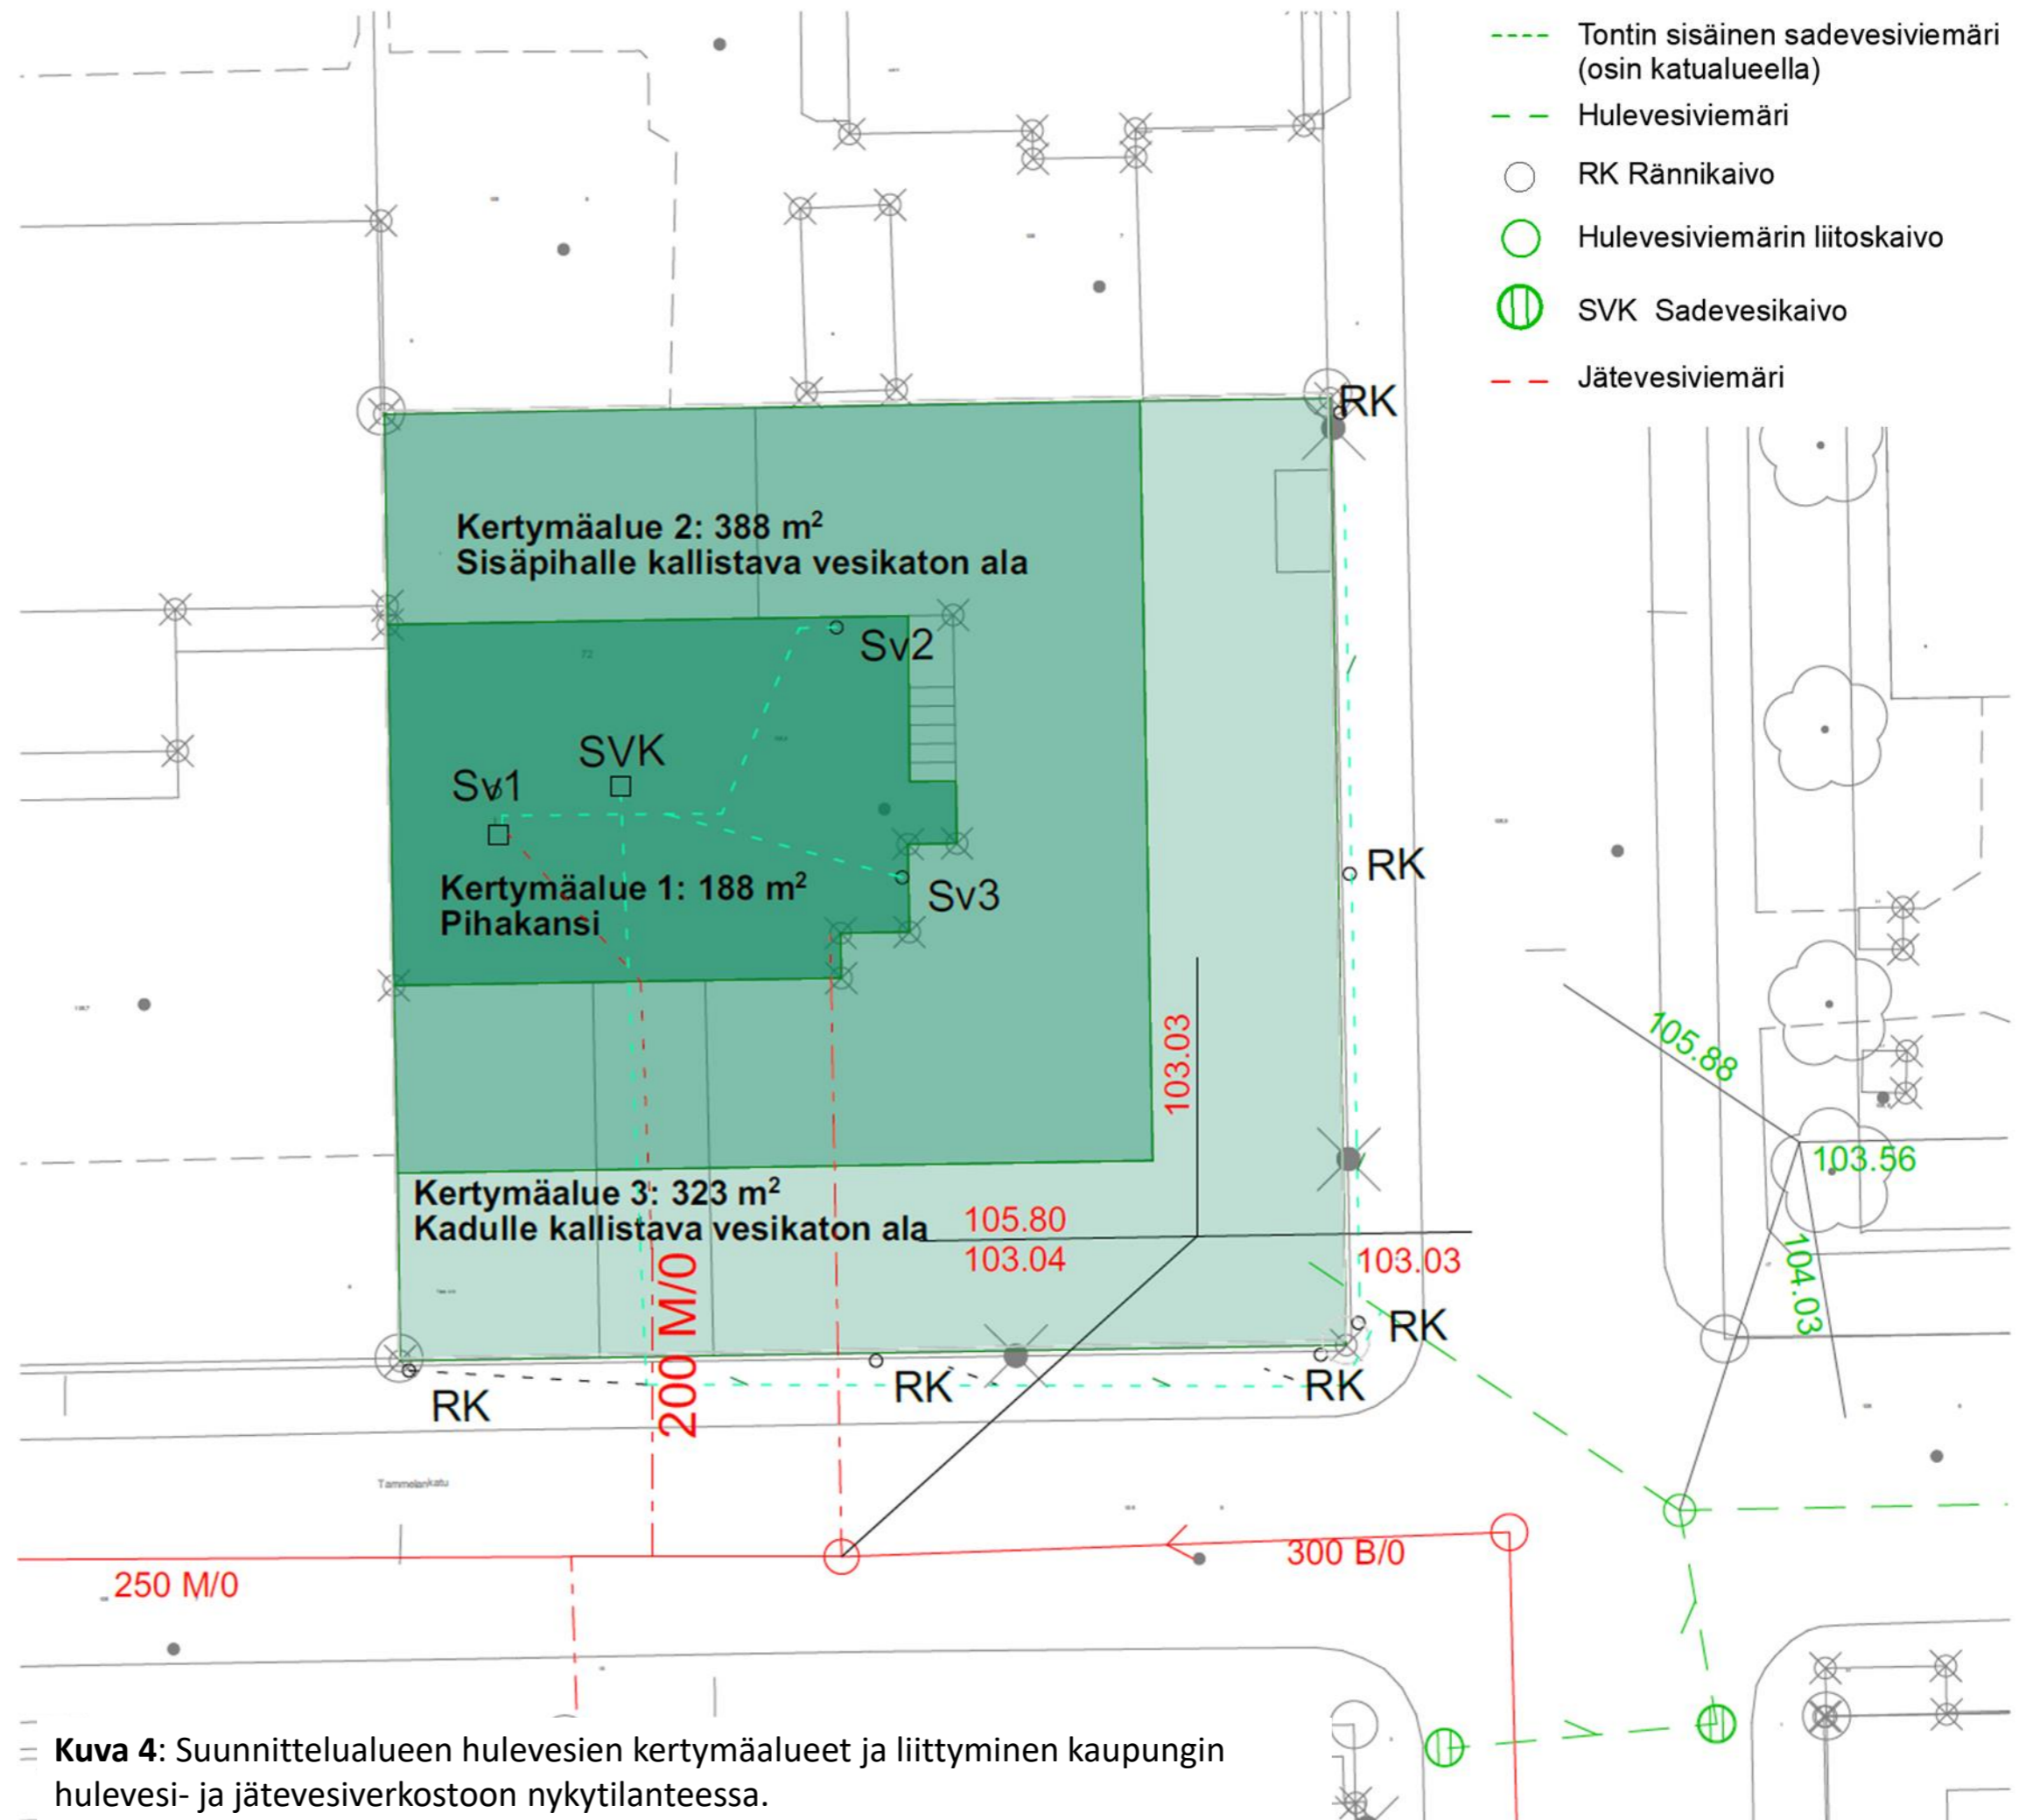 Tontin sisäinen sadevesiviemäri
(osin katualueella)
Hulevesiviemäri
RK Rännikaivo
Hulevesiviemärin liitoskaivo
SVK Sadevesikaivo
Jätevesiviemäri
RK
Kertymäalue 2: 388 m²
Sisäpihalle kallistava vesikaton ala
Sv2
72
SVK
Sv1
RK
Kertymäalue 1: 188 m²
Pihakansi
Sv3
103.03
105.88
103.56
104.03
Kertymäalue 3: 323 m²
Kadulle kallistava vesikaton ala
105.80
103.04
103.03
200 M/0
RK
RK
RK
RK
Tammelankatu
300 B/0
250 M/0
Kuva 4: Suunnittelualueen hulevesien kertymäalueet ja liittyminen kaupungin
hulevesi- ja jätevesiverkostoon nykytilanteessa.